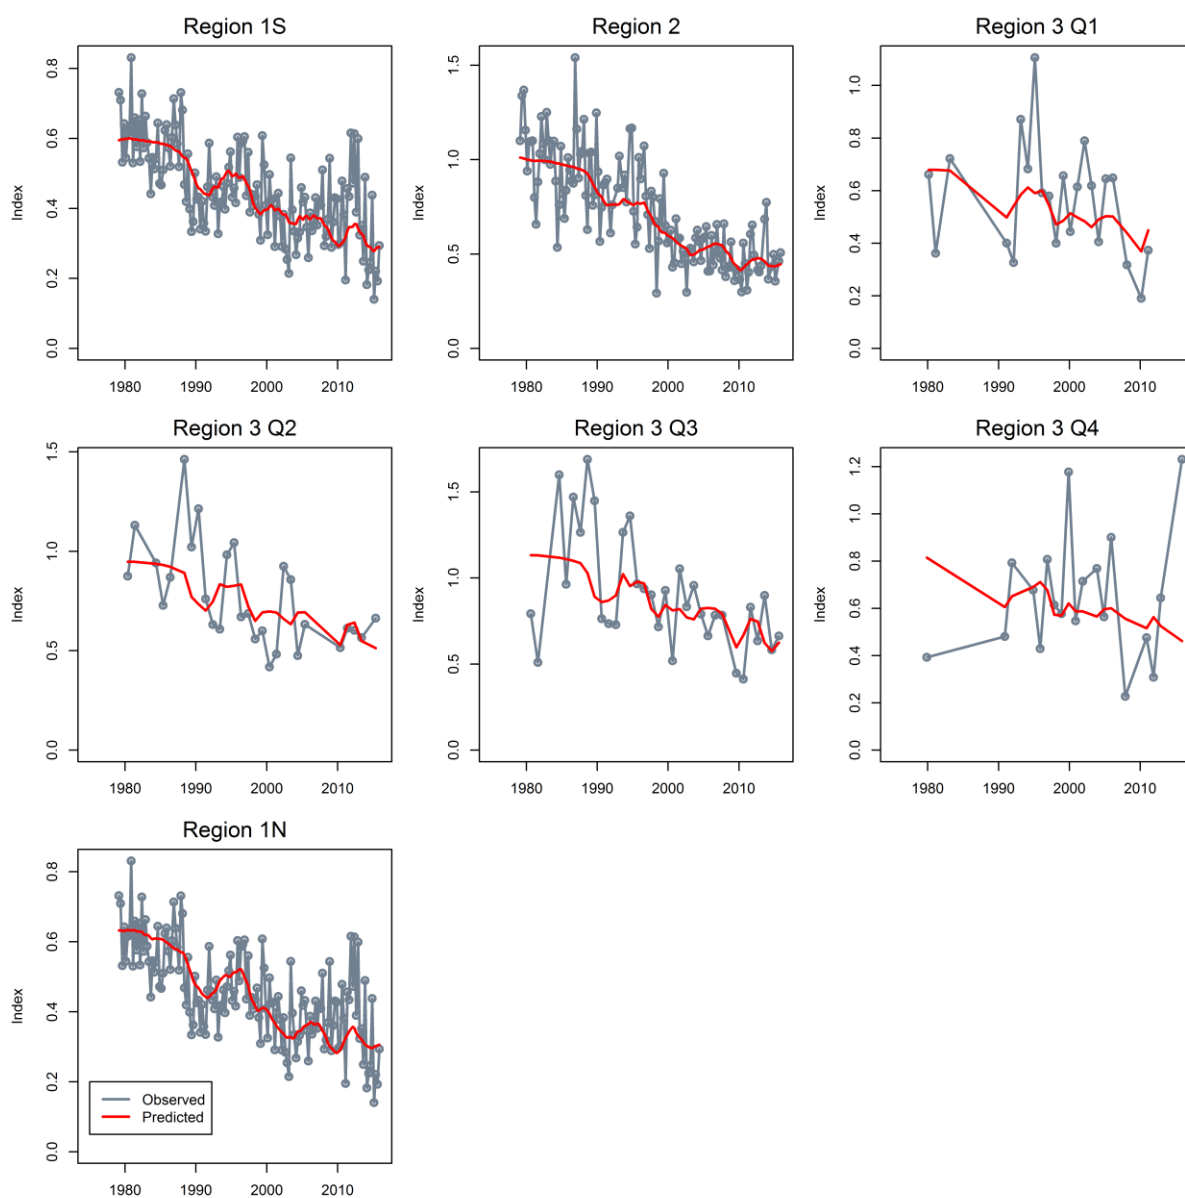 Region 1S
Region 2
Region 3 Q1
Index
0.0 0.2 0.4 0.6 0.8
1980 1990 2000 2010
Index
0.0 0.5 1.0 1.5
1980 1990 2000 2010
Index
0.0 0.2 0.4 0.6 0.8 1.0
1980 1990 2000 2010
Region 3 Q2
Region 3 Q3
Region 3 Q4
Index
0.0 0.5 1.0 1.5
1980 1990 2000 2010
Index
0.0 0.5 1.0 1.5
1980 1990 2000 2010
Index
0.0 0.2 0.4 0.6 0.8 1.0 1.2
1980 1990 2000 2010
Region 1N
Index
0.0 0.2 0.4 0.6 0.8
1980 1990 2000 2010
Observed
Predicted